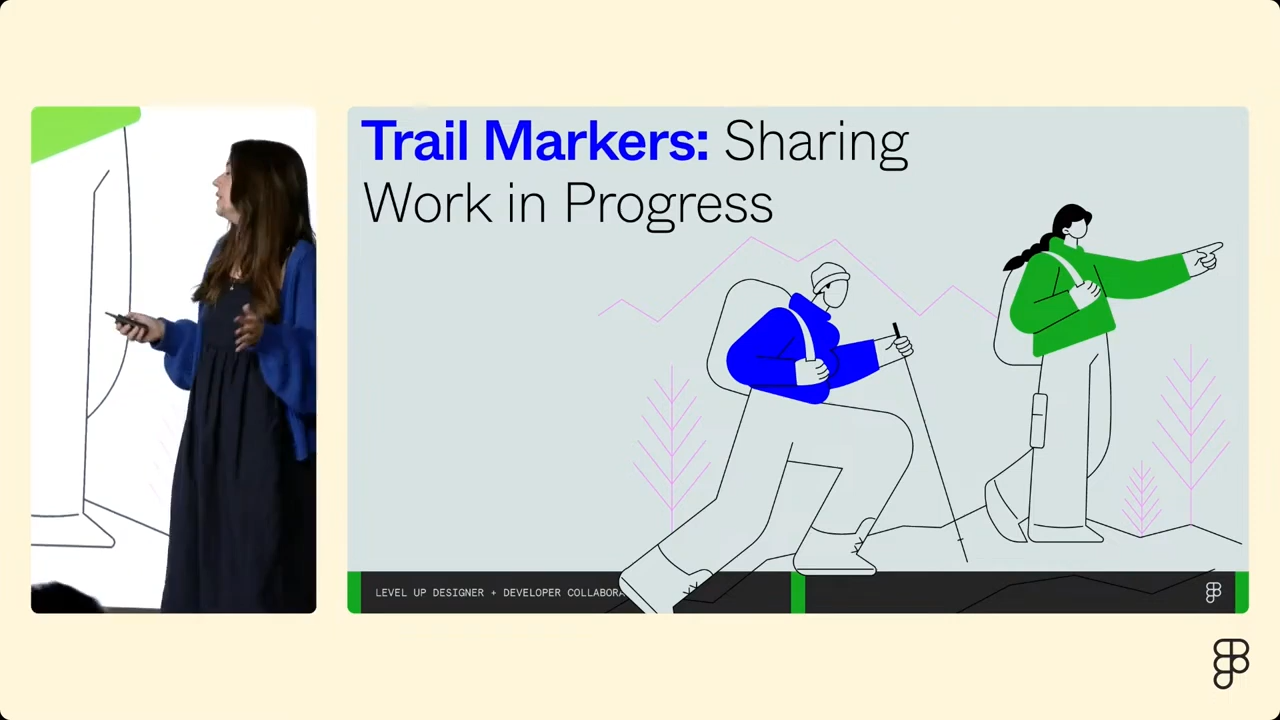 Trail Markers: Sharing
Work in Progress
LEVEL UP DESIGNER + DEVELOPER